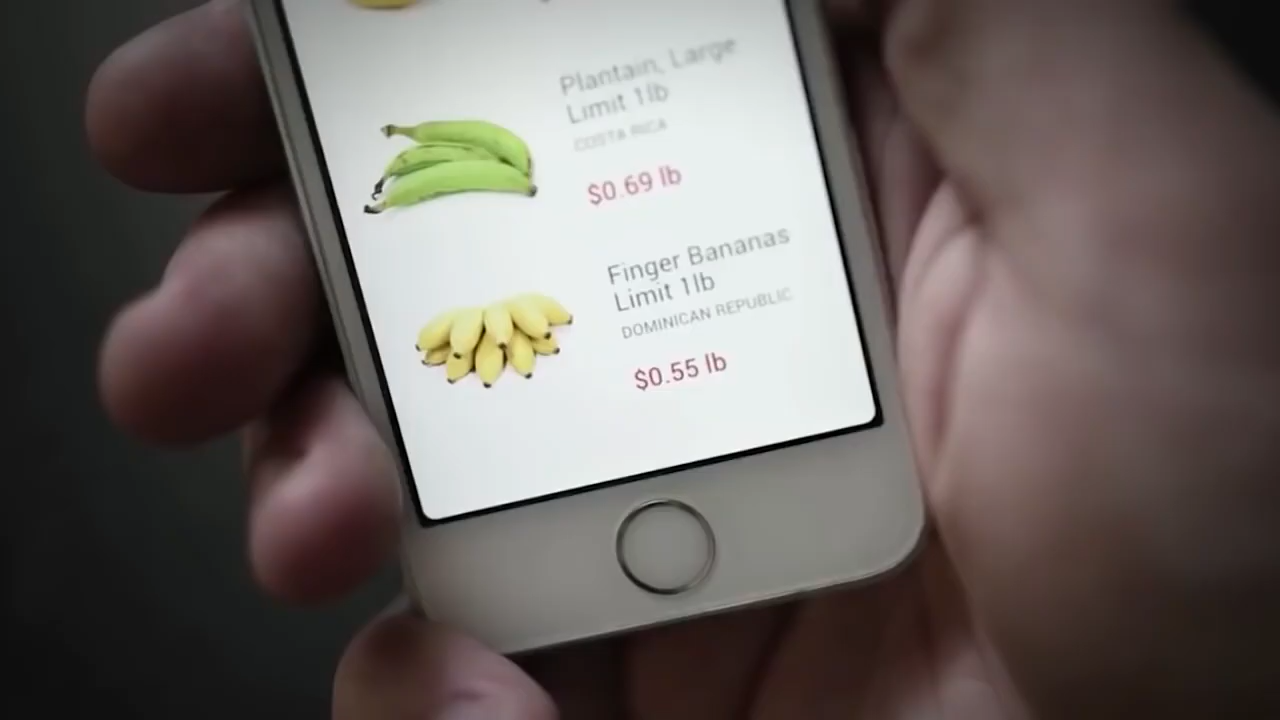 Plantain, Large
Limit 1lb
COSTA RICA
$0.69 lb
Finger Bananas
Limit 1lb
DOMINICAN REPUBLIC
$0.55 lb